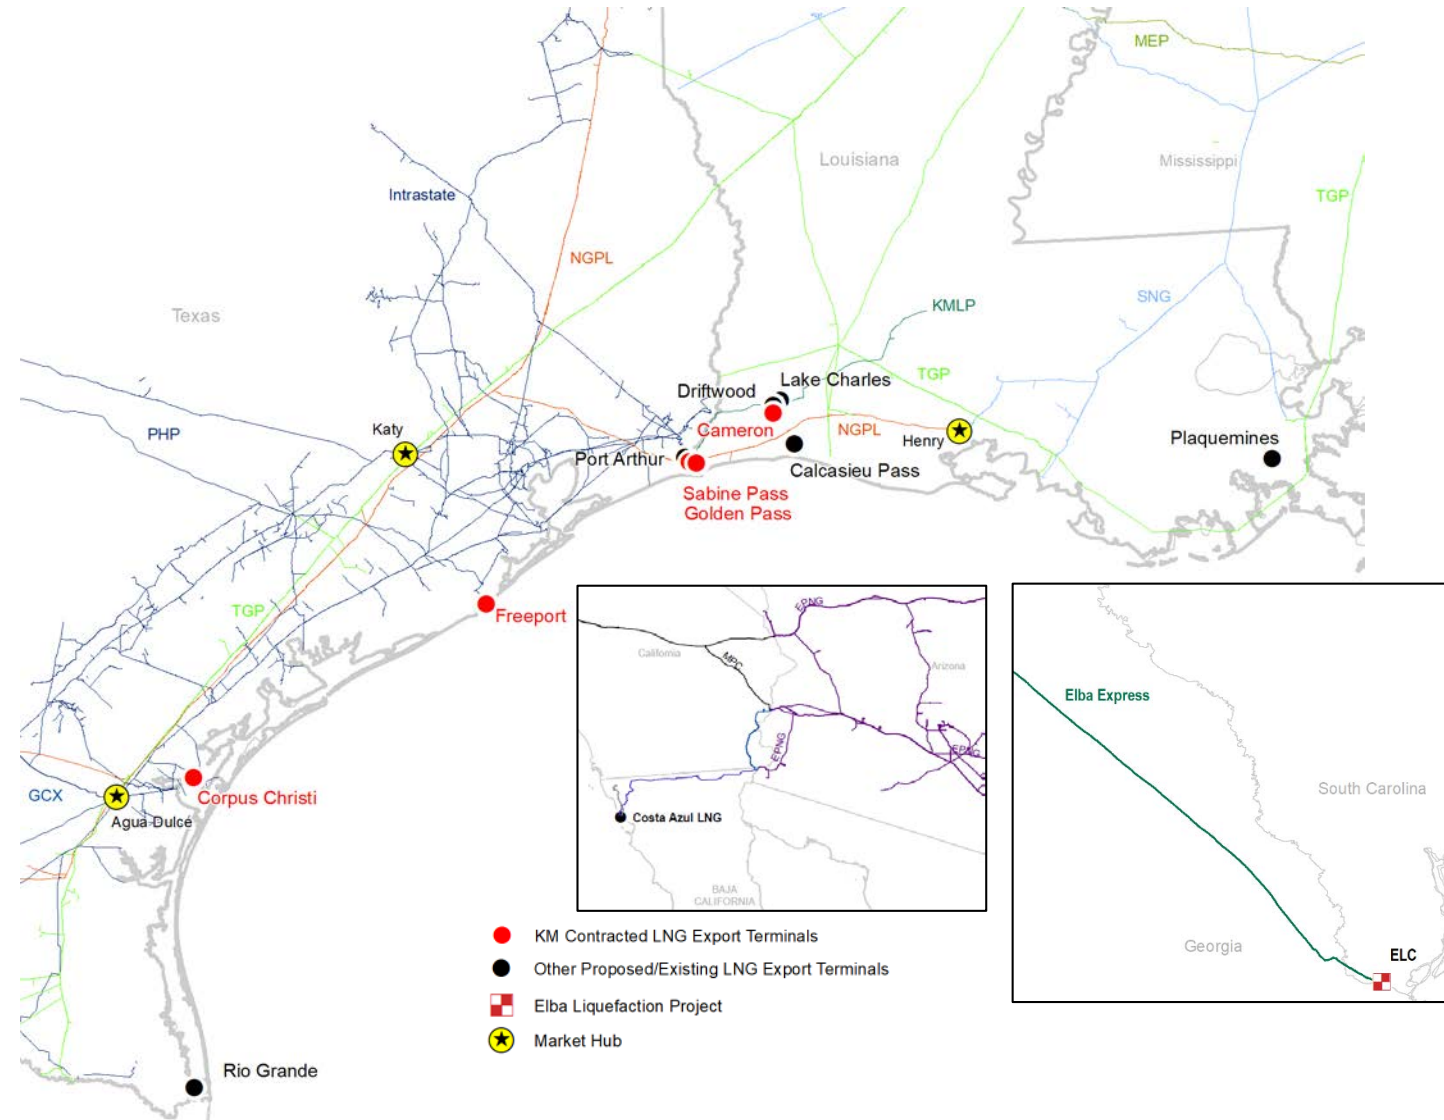 MEP
Louisiana
Mississippi
Intrastate
TGP
NGPL
SNG
KMLP
Texas
TGP
Driftwood
Lake Charles
PHP
Katy
Cameron
NGPL
Henry
Plaquemines
Port Arthur
Calcasieu Pass
Sabine Pass
Golden Pass
TGP
Freeport
EPNG
California
MPC
Arizona
EPNG
EPNG
Costa Azul LNG
BAJA
CALIFORNIA
Elba Express
South Carolina
Georgia
ELC
GCX
Corpus Christi
Agua Dulce
KM Contracted LNG Export Terminals
Other Proposed/Existing LNG Export Terminals
Elba Liquefaction Project
Market Hub
Rio Grande